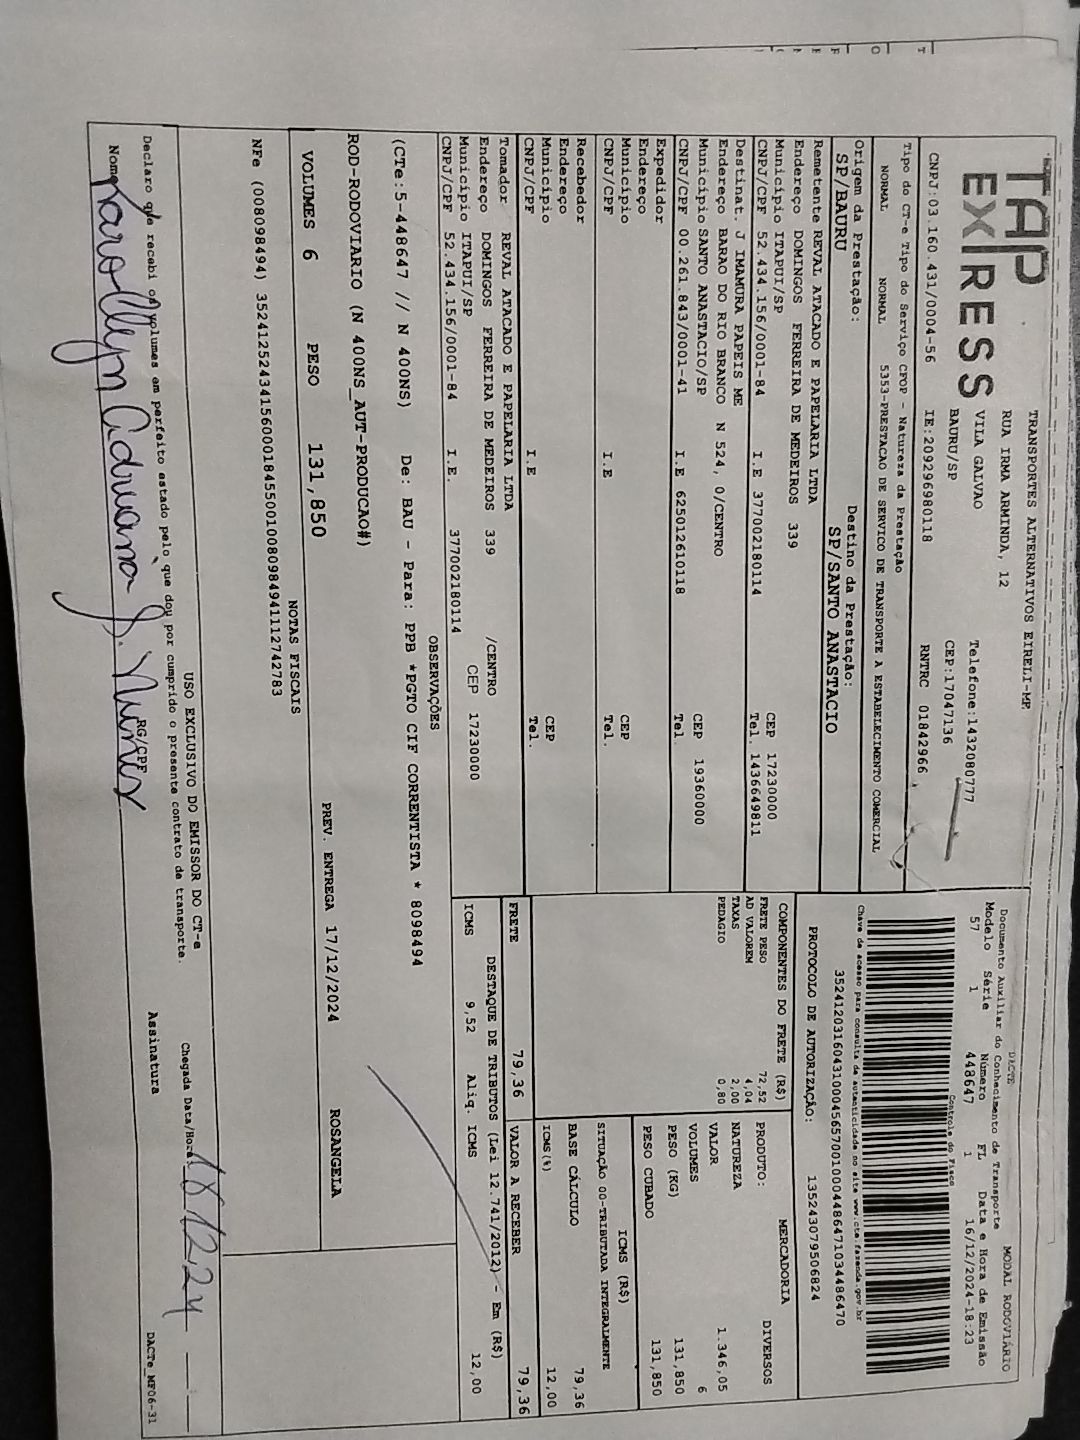 TAP EXPRESS
TRANSPORTES ALTERNATIVOS EIRELI-ME
RUA IRMA ARMINDA, 12
VILA GALVAO
BAURU/SP
Telefone:1432080777
CEP:17047136
CNPJ:03.160.431/0004-56 IE:209296980118 RNTRC 01842966
DACTE MODAL RODOVIÁRIO
Documento Auxiliar do Conhecimento de Transporte
Modelo Série Número FL Data e Hora de Emissão
57 1 448647 1 16/12/2024-18:23
Controle do Fisco
Chave de acesso para consulta de autenticidade no site www.cte.fazenda.gov.br
35241203160431000456570010004486471034486470
PROTOCOLO DE AUTORIZAÇÃO: 135243079506824
Tipo do CT-e Tipo do Serviço CFOP - Natureza da Prestação
NORMAL NORMAL 5353-PRESTACAO DE SERVICO DE TRANSPORTE A ESTABELECIMENTO COMERCIAL
Origem da Prestação: Destino da Prestação:
SP/BAURU SP/SANTO ANASTACIO
Remetente REVAL ATACADO E PAPELARIA LTDA
Endereço DOMINGOS FERREIRA DE MEDEIROS 339
Município ITAPUI/SP CEP 17230000
CNPJ/CPF 52.434.156/0001-84 I.E 377002180114 Tel. 1436649811
Destinat. J IMAMURA PAPEIS ME
Endereço BARAO DO RIO BRANCO N 524, 0/CENTRO
Município SANTO ANASTACIO/SP CEP 19360000
CNPJ/CPF 00.261.843/0001-41 I.E 625012610118 Tel.
Expedidor
Endereço
Município CEP
CNPJ/CPF I.E Tel.
Recebedor
Endereço
Município CEP
CNPJ/CPF I.E Tel.
Tomador REVAL ATACADO E PAPELARIA LTDA
Endereço DOMINGOS FERREIRA DE MEDEIROS 339 /CENTRO
Município ITAPUI/SP CEP 17230000
CNPJ/CPF 52.434.156/0001-84 I.E. 377002180114
COMPONENTES DO FRETE (R$)
FRETE PESO 72,52
AD VALOREM 4,04
TAXAS 2,00
PEDAGIO 0,80
MERCADORIA
PRODUTO: DIVERSOS
NATUREZA
VALOR 1.346,05
VOLUMES 6
PESO (RG) 131,850
PESO CUBADO 131,850
ICMS (R$)
SITUAÇÃO 00-TRIBUTADA INTEGRALMENTE
BASE CÁLCULO 79,36
ICMS(%) 12,00
FRETE 79,36 VALOR A RECEBER 79,36
DESTAQUE DE TRIBUTOS (Lei 12.741/2012) - Em (R$)
ICMS 9,52 Aliq. ICMS 12,00
OBSERVAÇÕES
(CTe:5-448647 // N 400NS) De: BAU - Para: PPB *PGTO CIF CORRENTISTA * 8098494
ROD-RODOVIARIO (N 400NS_AUT-PRODUCAO#)
VOLUMES 6 PESO 131,850 PREV. ENTREGA 17/12/2024 ROSANGELA
NOTAS FISCAIS
NFe (008098494) 35241252434156000184550010080984941112742783
USO EXCLUSIVO DO EMISSOR DO CT-e
Declaro que recebi os volumes em perfeito estado pelo que dou por cumprido o presente contrato de transporte.
Chegada Data/Hora 18 12 24
Nome Karollyn Adruana S. Nunes RG/CPF Assinatura
DACTe_MF06-31